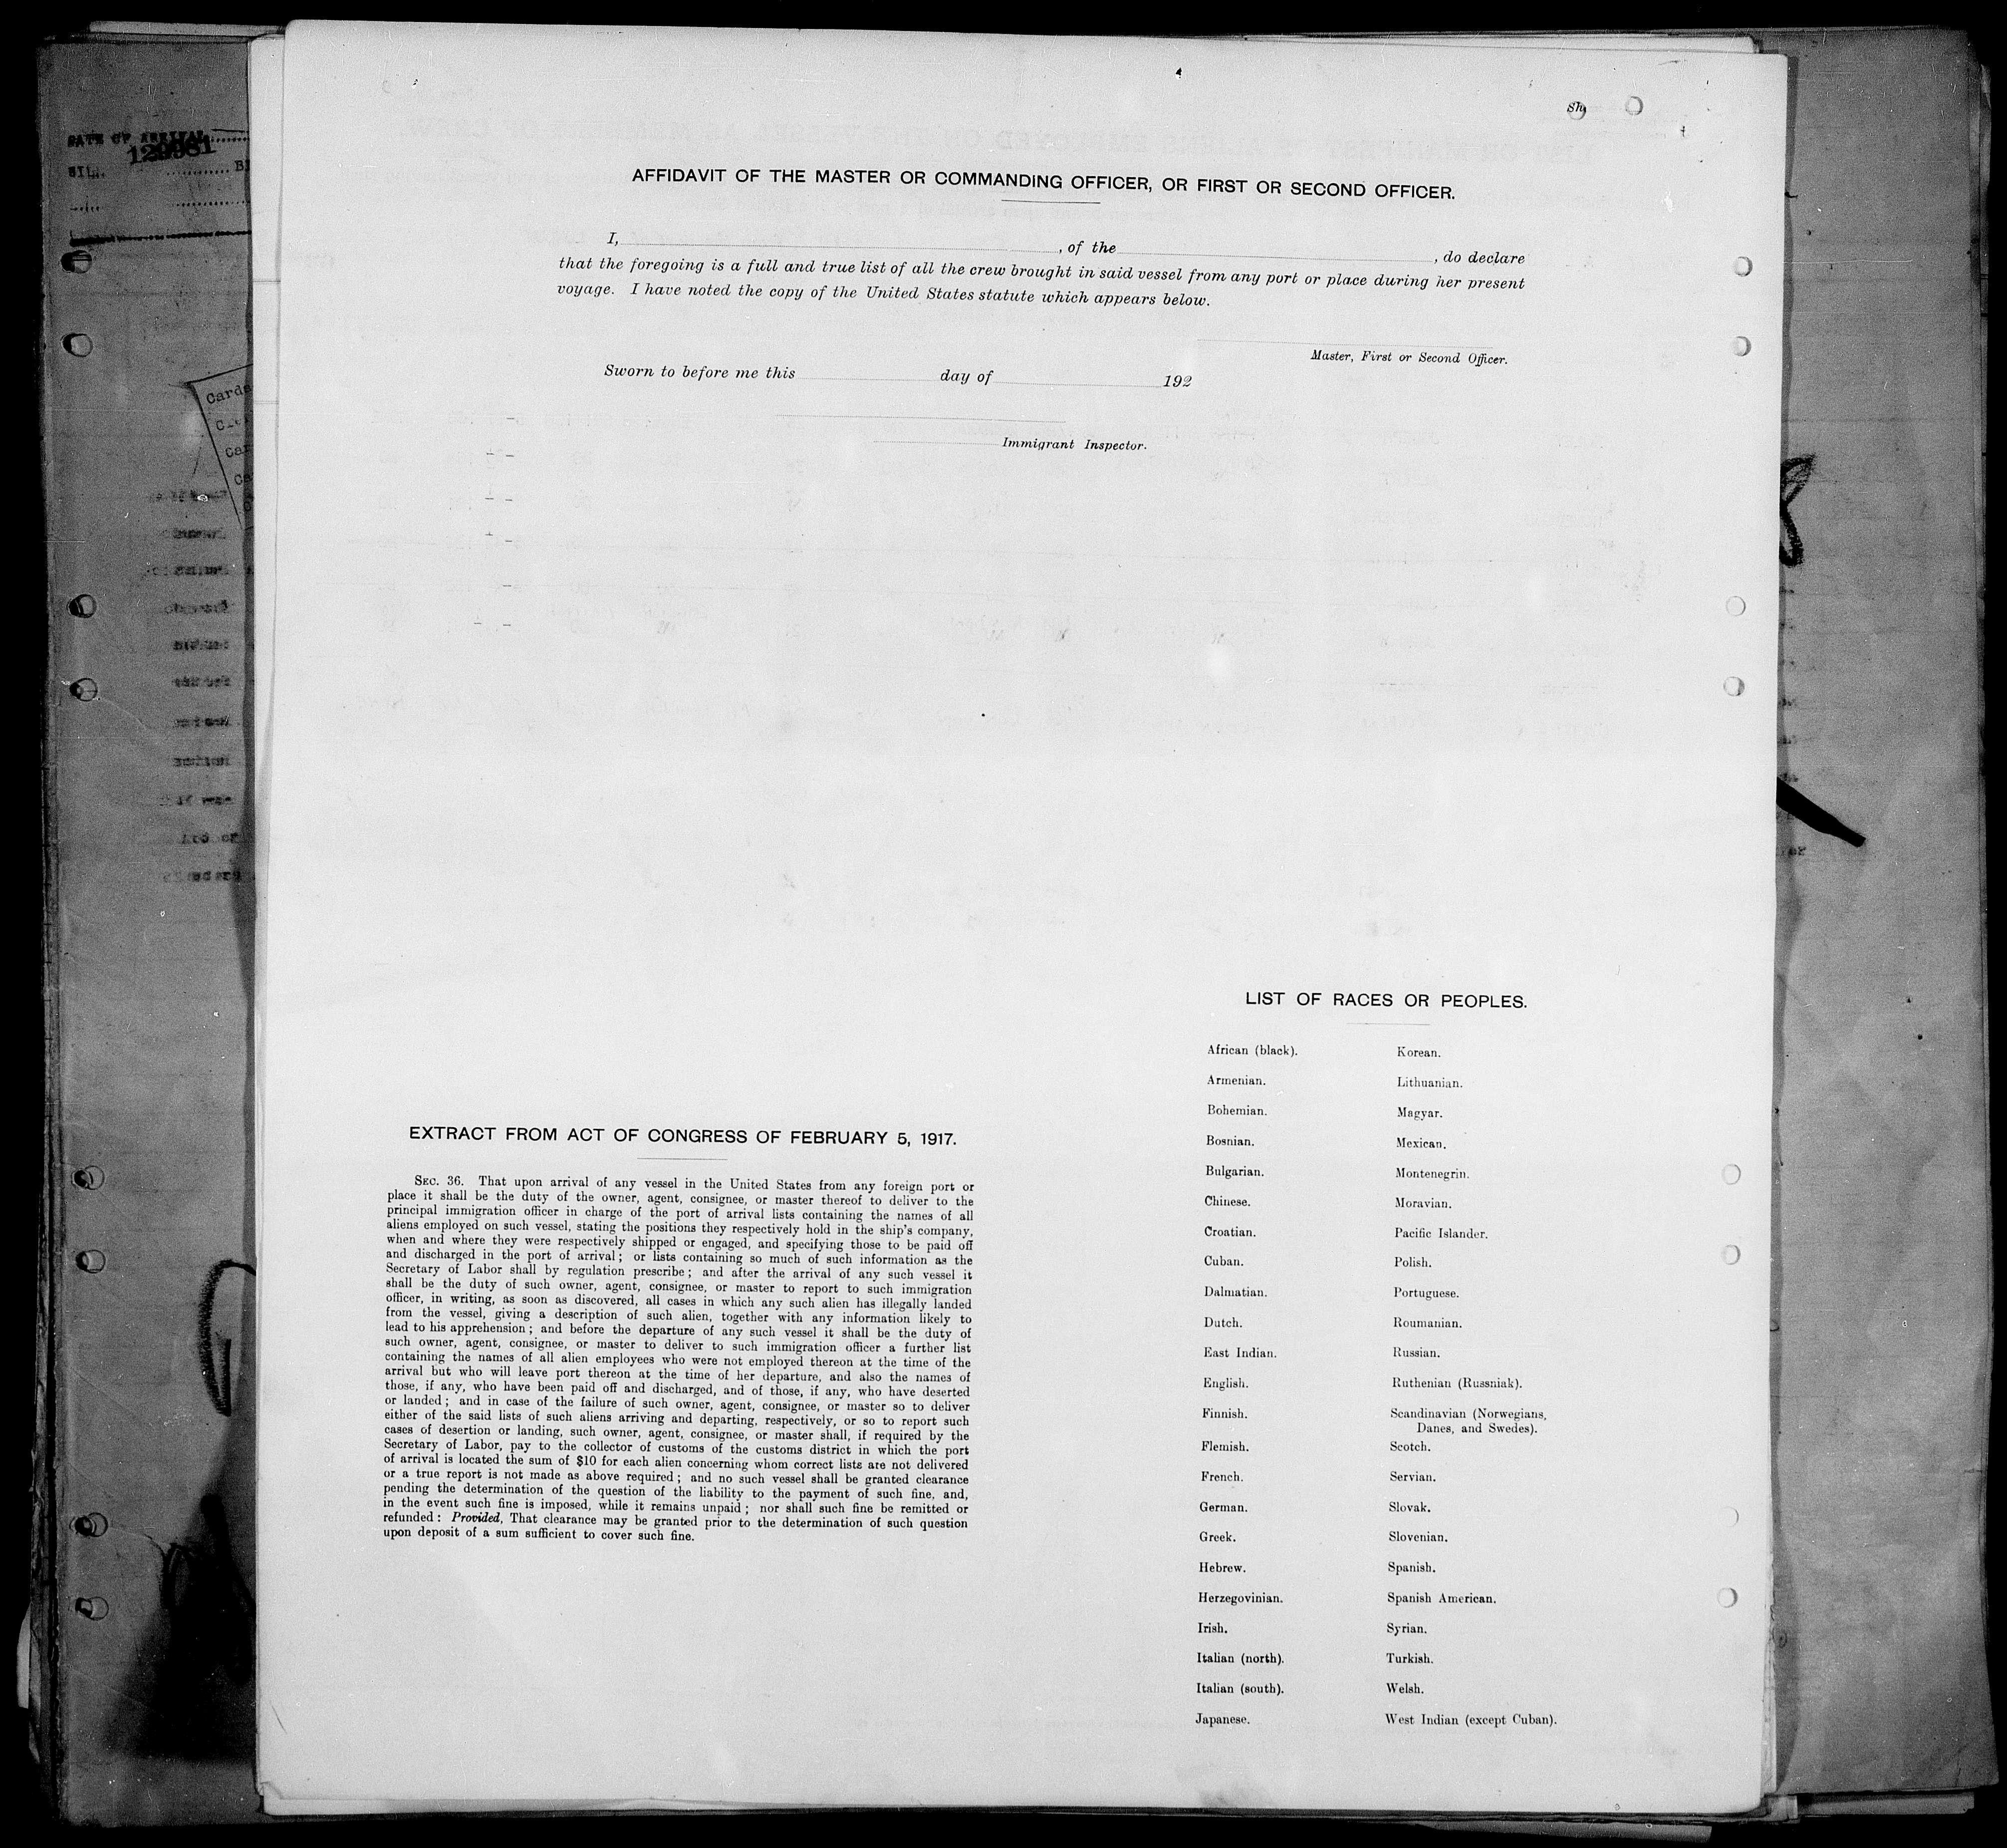 DATE OF ARRIVAL
129981
AFFIDAVIT OF THE MASTER OR COMMANDING OFFICER, OR FIRST OR SECOND OFFICER.
I, , of the , do declare
that the foregoing is a full and true list of all the crew brought in said vessel from any port or place during her present
voyage. I have noted the copy of the United States statute which appears below.
Master, First or Second Officer.
Sworn to before me this day of 192
Immigrant Inspector.
EXTRACT FROM ACT OF CONGRESS OF FEBRUARY 5, 1917.
SEC. 36. That upon arrival of any vessel in the United States from any foreign port or
place it shall be the duty of the owner, agent, consignee, or master thereof to deliver to the
principal immigration officer in charge of the port of arrival lists containing the names of all
aliens employed on such vessel, stating the positions they respectively hold in the ship's company,
when and where they were respectively shipped or engaged, and specifying those to be paid off
and discharged in the port of arrival; or lists containing so much of such information as the
Secretary of Labor shall by regulation prescribe; and after the arrival of any such vessel it
shall be the duty of such owner, agent, consignee, or master to report to such immigration
officer, in writing, as soon as discovered, all cases in which any such alien has illegally landed
from the vessel, giving a description of such alien, together with any information likely to
lead to his apprehension; and before the departure of any such vessel it shall be the duty of
such owner, agent, consignee, or master to deliver to such immigration officer a further list
containing the names of all alien employees who were not employed thereon at the time of the
arrival but who will leave port thereon at the time of her departure, and also the names of
those, if any, who have been paid off and discharged, and of those, if any, who have deserted
or landed; and in case of the failure of such owner, agent, consignee, or master so to deliver
either of the said lists of such aliens arriving and departing, respectively, or so to report such
cases of desertion or landing, such owner, agent, consignee, or master shall, if required by the
Secretary of Labor, pay to the collector of customs of the customs district in which the port
of arrival is located the sum of $10 for each alien concerning whom correct lists are not delivered
or a true report is not made as above required; and no such vessel shall be granted clearance
pending the determination of the question of the liability to the payment of such fine, and,
in the event such fine is imposed, while it remains unpaid; nor shall such fine be remitted or
refunded: Provided, That clearance may be granted prior to the determination of such question
upon deposit of a sum sufficient to cover such fine.
LIST OF RACES OR PEOPLES.
African (black).
Armenian.
Bohemian.
Bosnian.
Bulgarian.
Chinese.
Croatian.
Cuban.
Dalmatian.
Dutch.
East Indian.
English.
Finnish.
Flemish.
French.
German.
Greek.
Hebrew.
Herzegovinian.
Irish.
Italian (north).
Italian (south).
Japanese.
Korean.
Lithuanian.
Magyar.
Mexican.
Montenegrin.
Moravian.
Pacific Islander.
Polish.
Portuguese.
Roumanian.
Russian.
Ruthenian (Russniak).
Scandinavian (Norwegians,
Danes, and Swedes).
Scotch.
Servian.
Slovak.
Slovenian.
Spanish.
Spanish American.
Syrian.
Turkish.
Welsh.
West Indian (except Cuban).